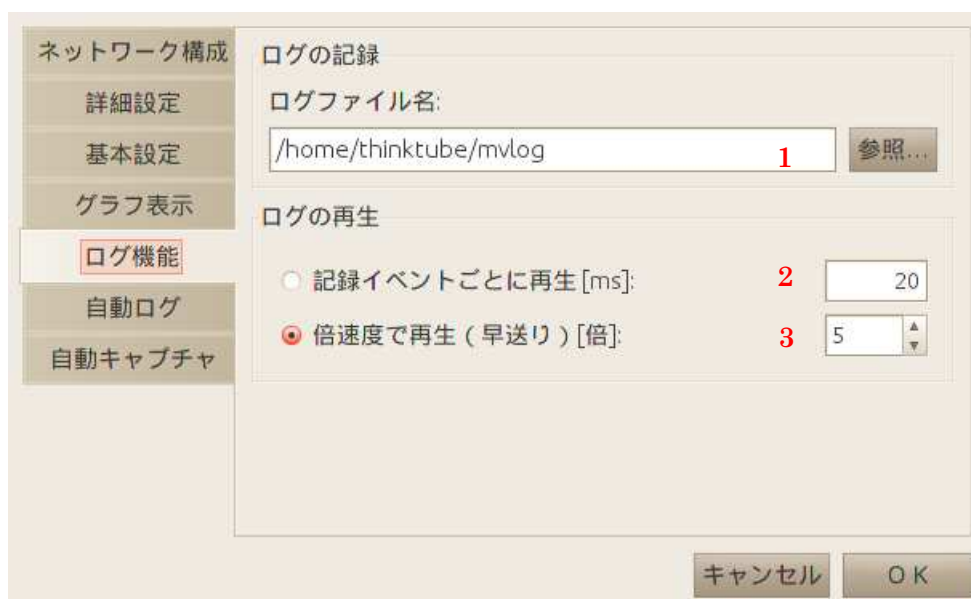 ネットワーク構成
詳細設定
基本設定
グラフ表示
ログ機能
自動ログ
自動キャプチャ
ログの記録
ログファイル名:
/home/thinktube/mvlog 1 参照...
ログの再生
記録イベントごとに再生[ms]: 2 20
倍速度で再生(早送り)[倍]: 3 5
キャンセル OK